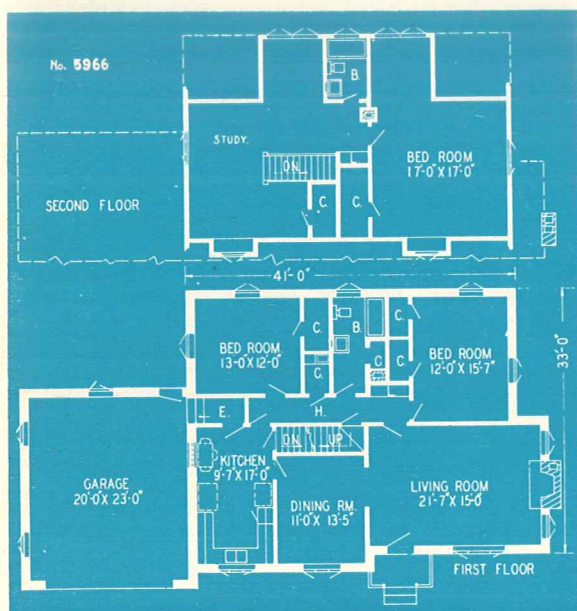 No. 5966
B.
STUDY.
DN.
BED ROOM
17'-0" X 17'-0"
C.
C.
SECOND FLOOR
41'-0"
BED ROOM
13'-0" X 12'-0"
C.
B.
C.
BED ROOM
12'-0" X 15'-7"
C.
C
C.
33'-0"
E.
H.
DN.
UP
KITCHEN
9'-7" X 17'-0"
GARAGE
20'-0" X 23'-0"
DINING RM.
11'-0" X 13'-5"
LIVING ROOM
21'-7" X 15'-0"
FIRST FLOOR